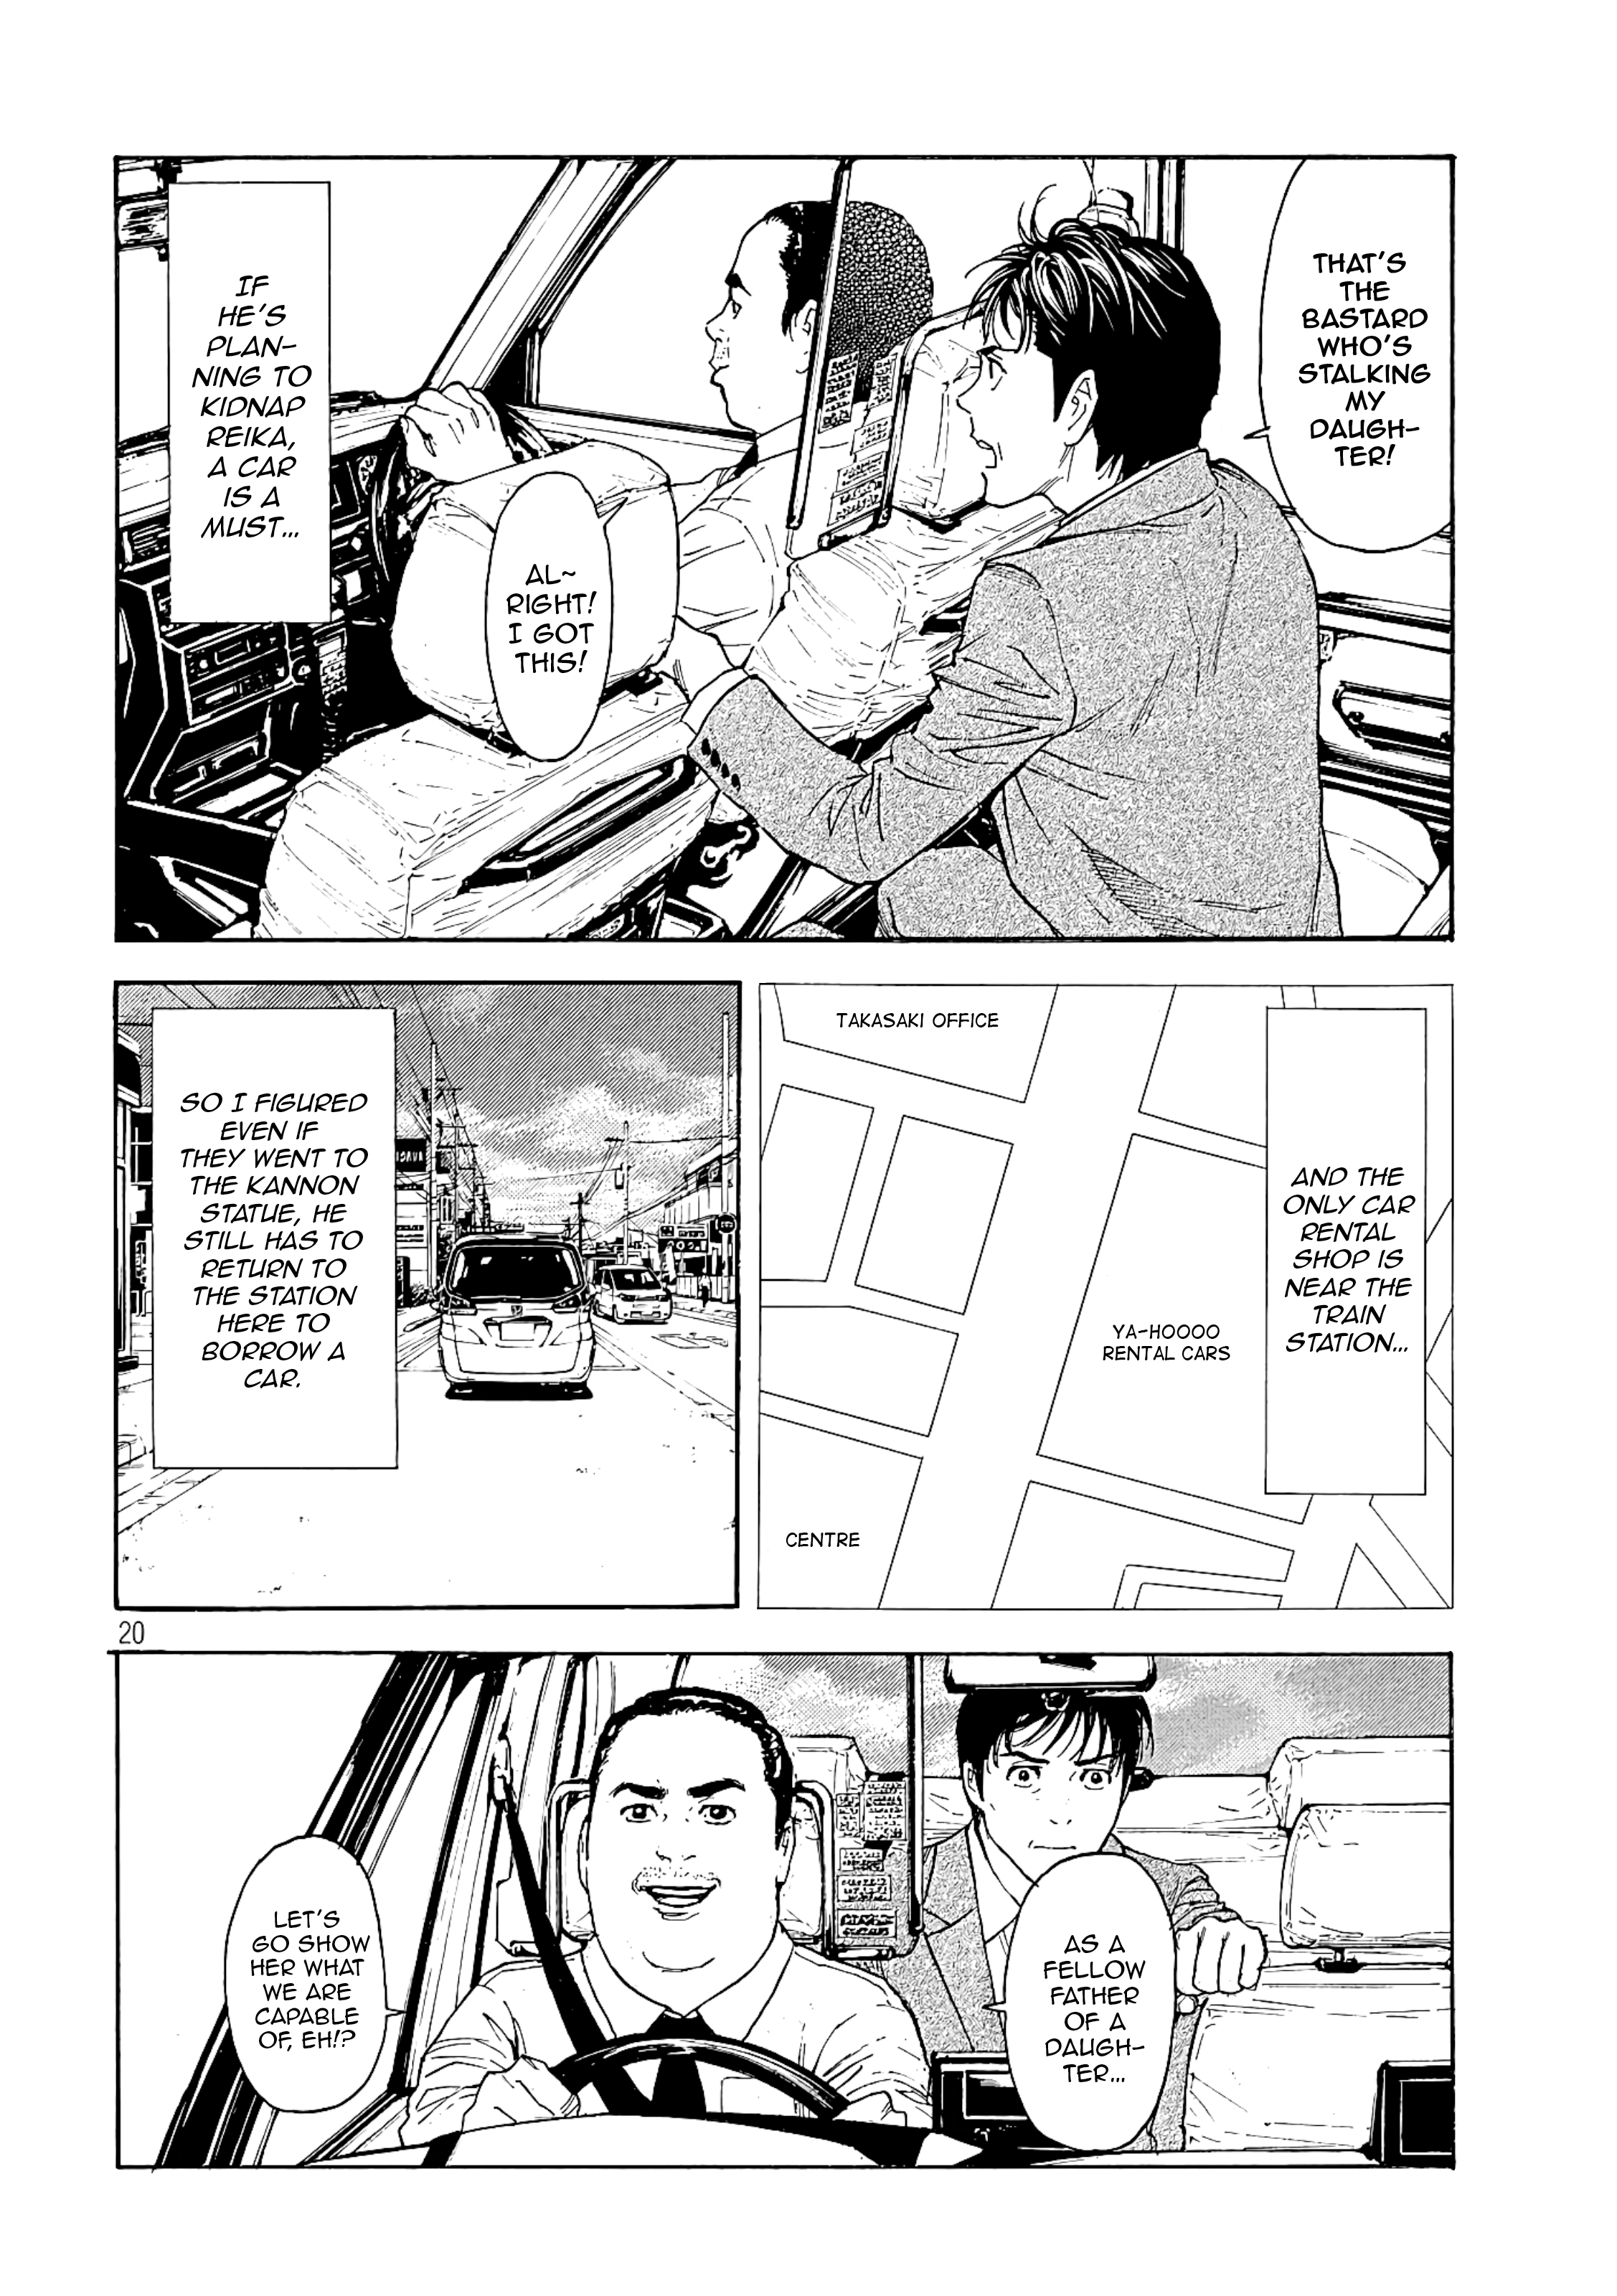 THAT'S
THE
BASTARD
WHO'S
STALKING
MY
DAUGH-
TER!
AL~
RIGHT!
I GOT
THIS!
IF
HE'S
PLAN-
NING TO
KIDNAP
REIKA,
A CAR
IS A
MUST...
AND THE
ONLY CAR
RENTAL
SHOP IS
NEAR THE
TRAIN
STATION...
TAKASAKI OFFICE
YA-HOOOO
RENTAL CARS
CENTRE
SO I FIGURED
EVEN IF
THEY WENT TO
THE KANNON
STATUE, HE
STILL HAS TO
RETURN TO
THE STATION
HERE TO
BORROW A
CAR.
20
AS A
FELLOW
FATHER
OF A
DAUGH-
TER...
LET'S
GO SHOW
HER WHAT
WE ARE
CAPABLE
OF, EH!?